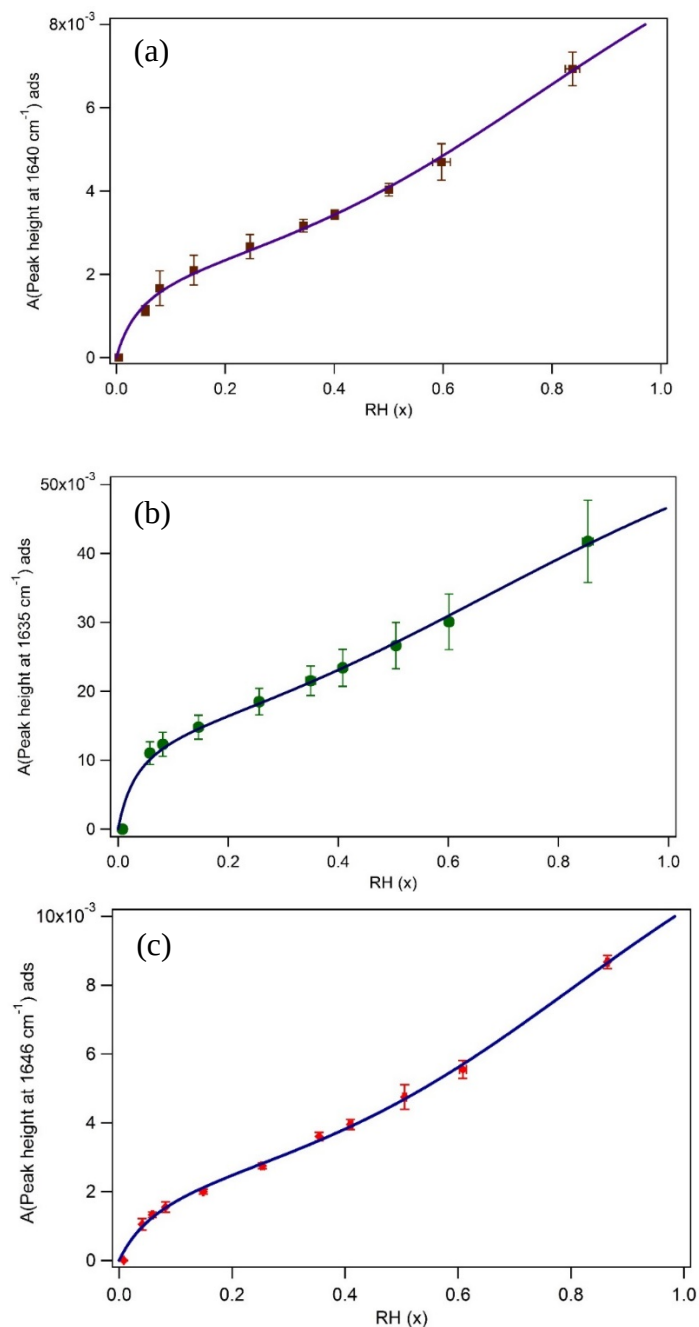 (a)
8x10⁻³
6
4
2
0
A(Peak height at 1640 cm⁻¹) ads
0.0 0.2 0.4 0.6 0.8 1.0
RH (x)
(b)
50x10⁻³
40
30
20
10
0
A(Peak height at 1635 cm⁻¹) ads
0.0 0.2 0.4 0.6 0.8 1.0
RH (x)
(c)
10x10⁻³
8
6
4
2
0
A(Peak height at 1646 cm⁻¹) ads
0.0 0.2 0.4 0.6 0.8 1.0
RH (x)